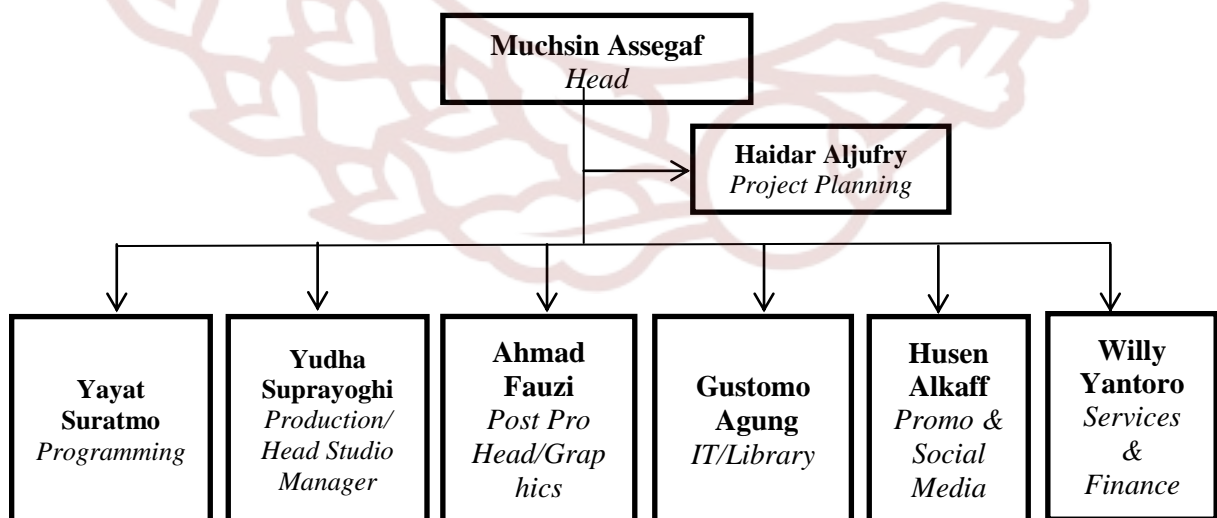 Muchsin Assegaf
Head
Haidar Aljufry
Project Planning
Yayat
Suratmo
Programming
Yudha
Suprayoghi
Production/
Head Studio
Manager
Ahmad
Fauzi
Post Pro
Head/Grap
hics
Gustomo
Agung
IT/Library
Husen
Alkaff
Promo &
Social
Media
Willy
Yantoro
Services
&
Finance